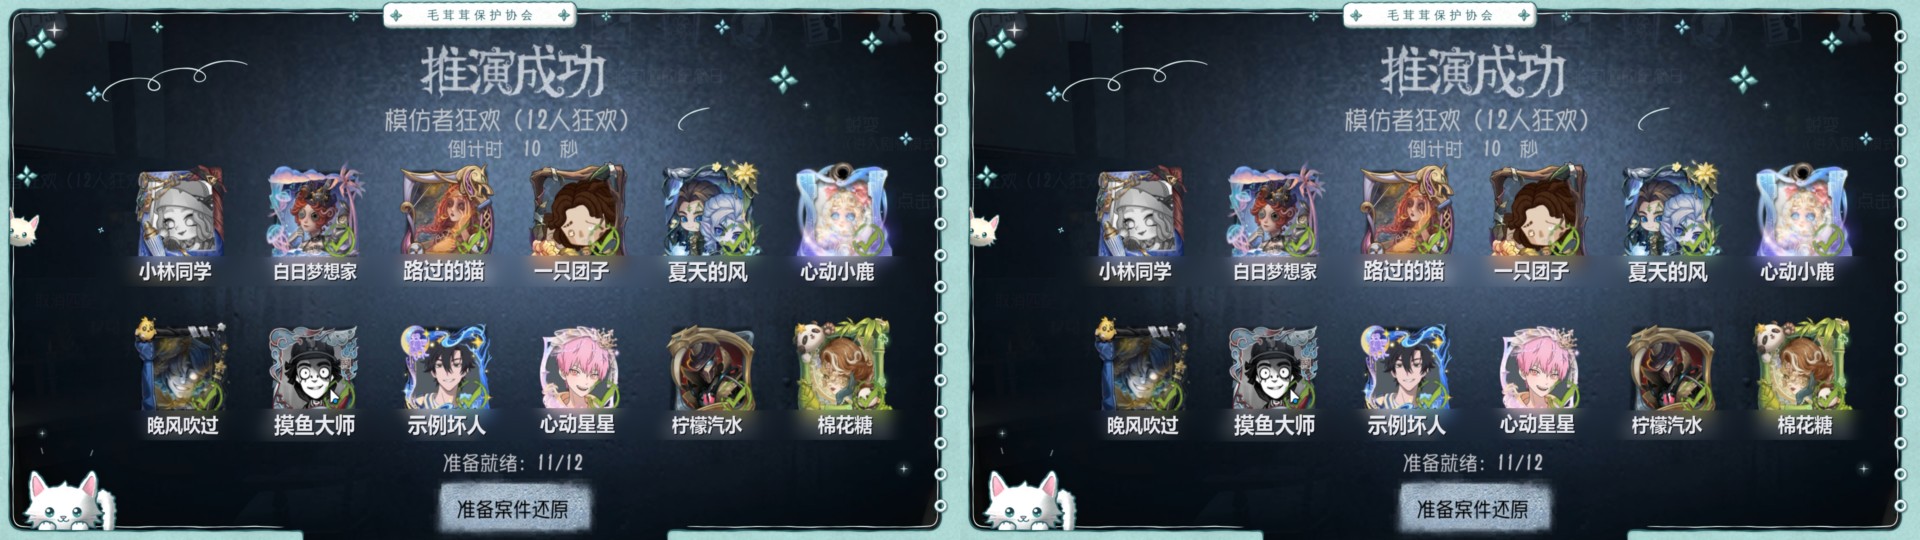 毛茸茸保护协会
推演成功
模仿者狂欢（12人狂欢）
倒计时 10 秒
小林同学 白日梦想家 路过的猫 一只团子 夏天的风 心动小鹿
晚风吹过 摸鱼大师 示例坏人 心动星星 柠檬汽水 棉花糖
准备就绪：11/12
准备案件还原
毛茸茸保护协会
推演成功
模仿者狂欢（12人狂欢）
倒计时 10 秒
小林同学 白日梦想家 路过的猫 一只团子 夏天的风 心动小鹿
晚风吹过 摸鱼大师 示例坏人 心动星星 柠檬汽水 棉花糖
准备就绪：11/12
准备案件还原